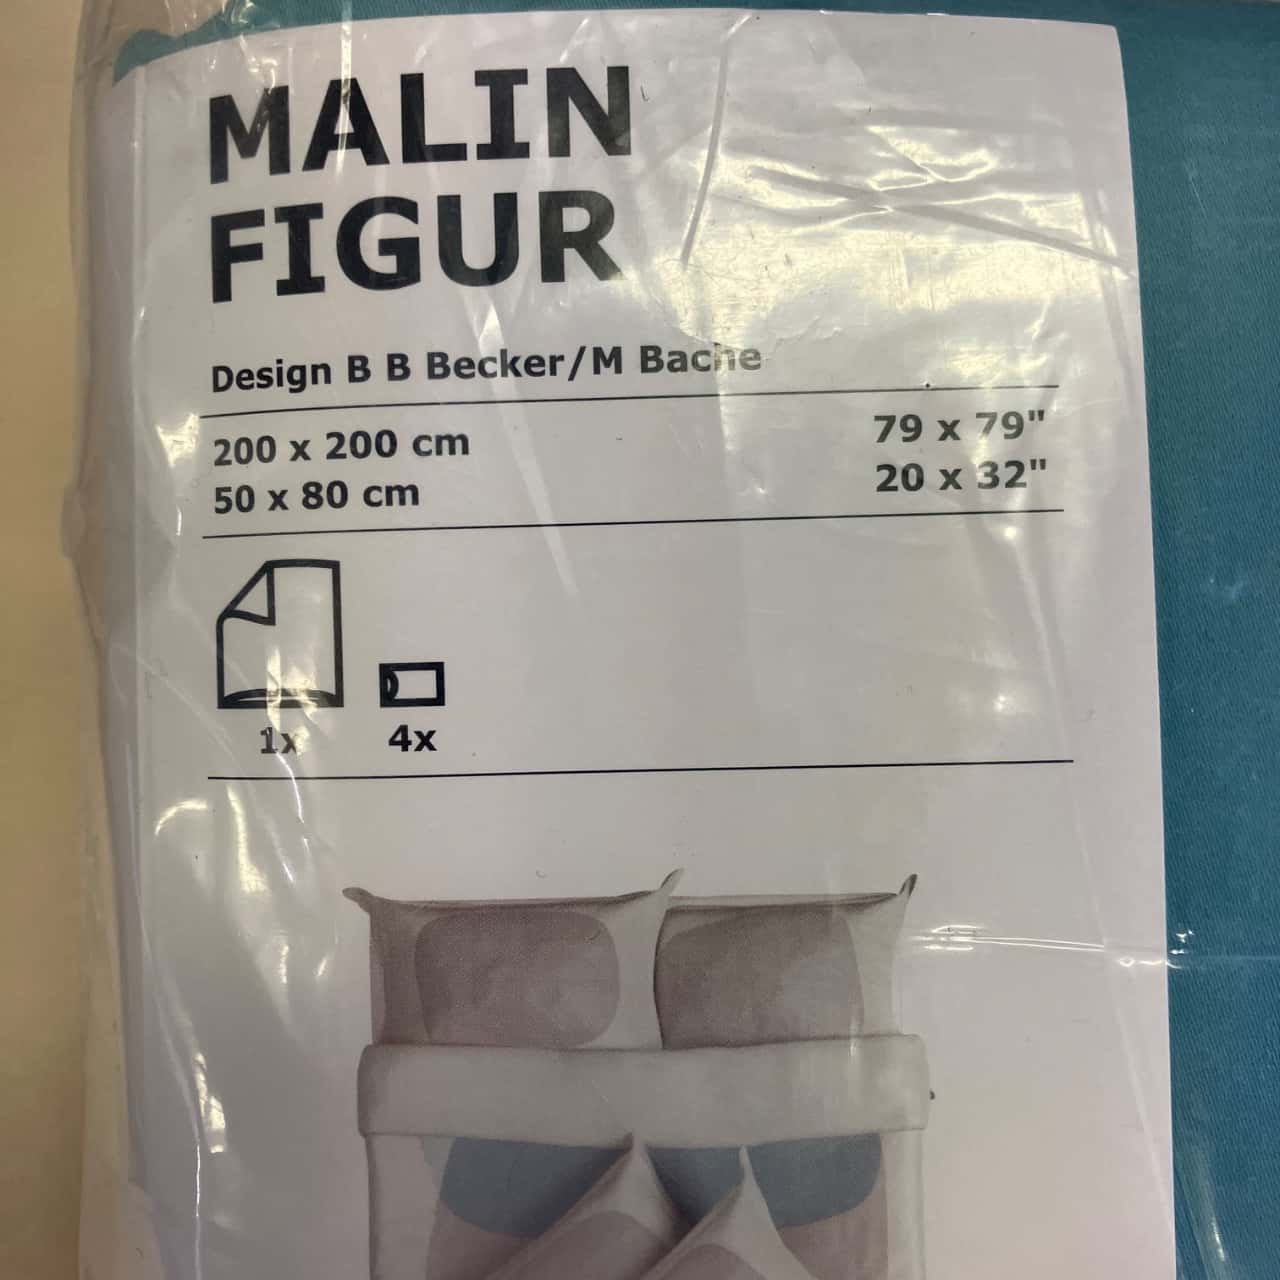 MALIN
FIGUR
Design B B Becker/M Bache
200 x 200 cm 79 x 79"
50 x 80 cm 20 x 32"
1x 4x